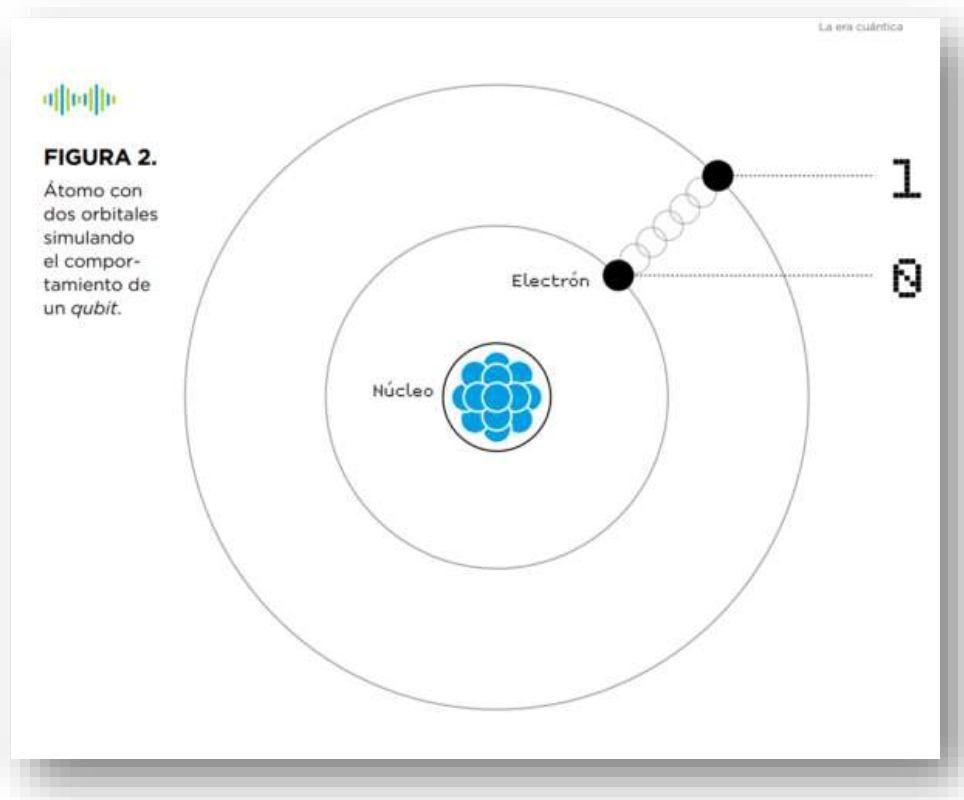 La era cuántica
FIGURA 2.
Átomo con
dos orbitales
simulando
el compor-
tamiento de
un qubit.
1
Electrón
0
Núcleo